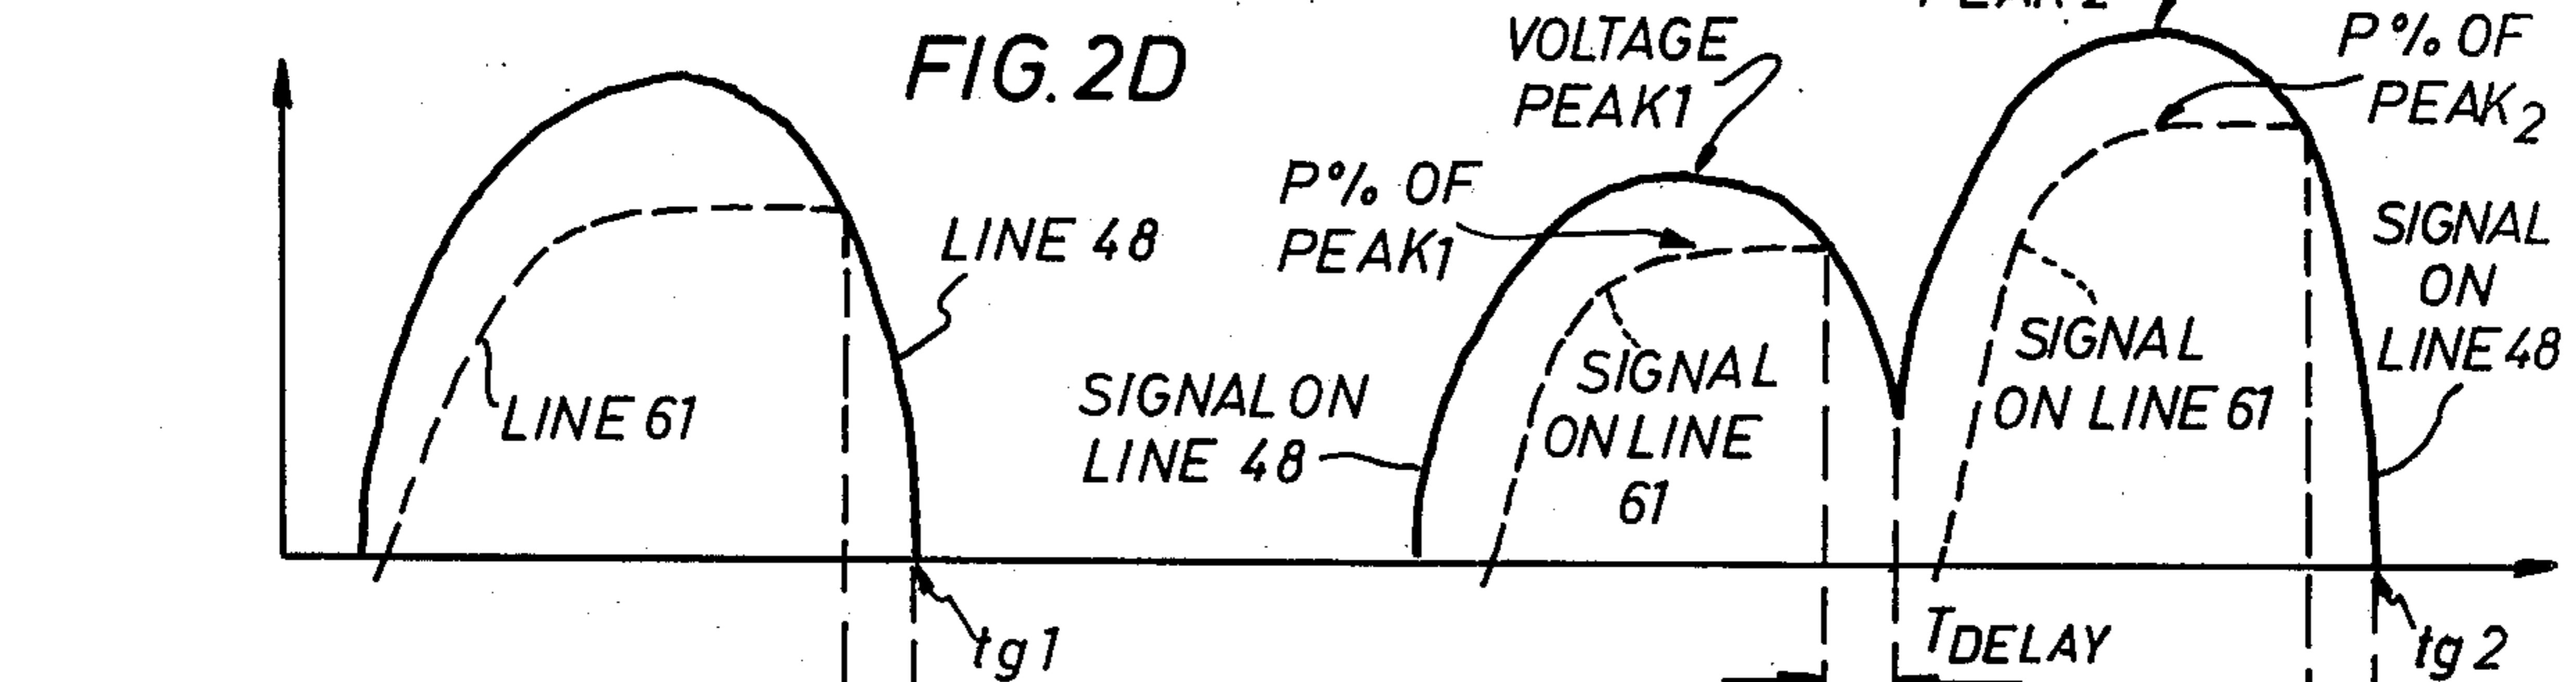 FIG. 2D
VOLTAGE
PEAK1
P% OF
PEAK2
P% OF
PEAK1
LINE 48
LINE 61
SIGNAL ON
LINE 48
SIGNAL
ON LINE
61
SIGNAL
ON LINE 61
SIGNAL
ON
LINE 48
tg1
TDELAY
tg2